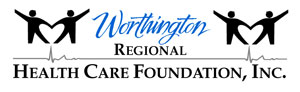 Worthington
REGIONAL
HEALTH CARE FOUNDATION, INC.